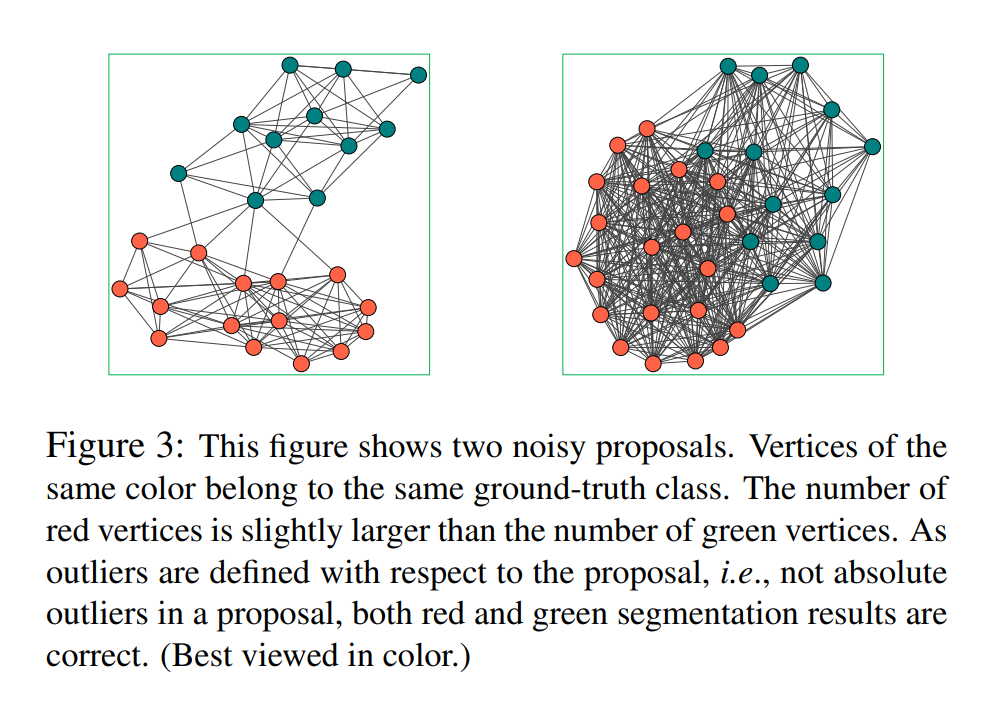 Figure 3: This figure shows two noisy proposals. Vertices of the
same color belong to the same ground-truth class. The number of
red vertices is slightly larger than the number of green vertices. As
outliers are defined with respect to the proposal, i.e., not absolute
outliers in a proposal, both red and green segmentation results are
correct. (Best viewed in color.)